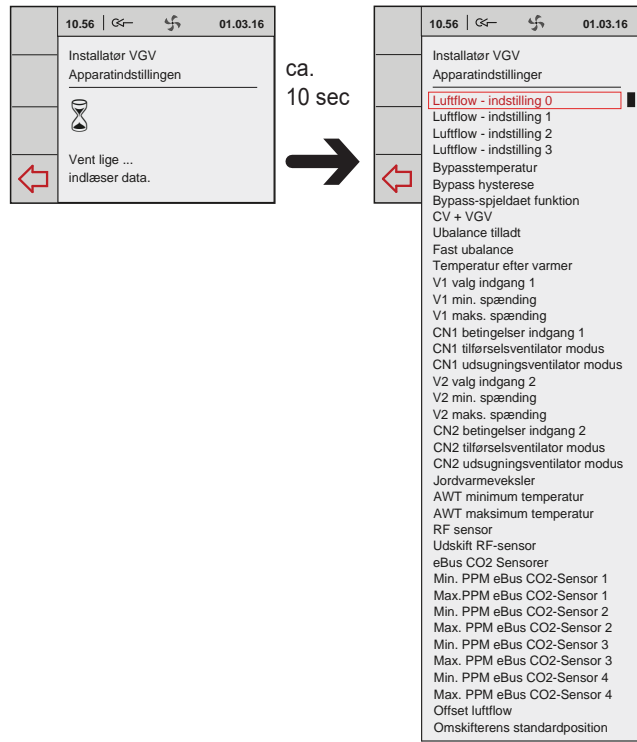 10.56
01.03.16
Installatør VGV
Apparatindstillingen
Vent lige ...
indlæser data.
ca.
10 sec
10.56
01.03.16
Installatør VGV
Apparatindstillinger
Luftflow - indstilling 0
Luftflow - indstilling 1
Luftflow - indstilling 2
Luftflow - indstilling 3
Bypasstemperatur
Bypass hysterese
Bypass-spjeldaet funktion
CV + VGV
Ubalance tilladt
Fast ubalance
Temperatur efter varmer
V1 valg indgang 1
V1 min. spænding
V1 maks. spænding
CN1 betingelser indgang 1
CN1 tilførselsventilator modus
CN1 udsugningsventilator modus
V2 valg indgang 2
V2 min. spænding
V2 maks. spænding
CN2 betingelser indgang 2
CN2 tilførselsventilator modus
CN2 udsugningsventilator modus
Jordvarmeveksler
AWT minimum temperatur
AWT maksimum temperatur
RF sensor
Udskift RF-sensor
eBus CO2 Sensorer
Min. PPM eBus CO2-Sensor 1
Max.PPM eBus CO2-Sensor 1
Min. PPM eBus CO2-Sensor 2
Max. PPM eBus CO2-Sensor 2
Min. PPM eBus CO2-Sensor 3
Max. PPM eBus CO2-Sensor 3
Min. PPM eBus CO2-Sensor 4
Max. PPM eBus CO2-Sensor 4
Offset luftflow
Omskifterens standardposition